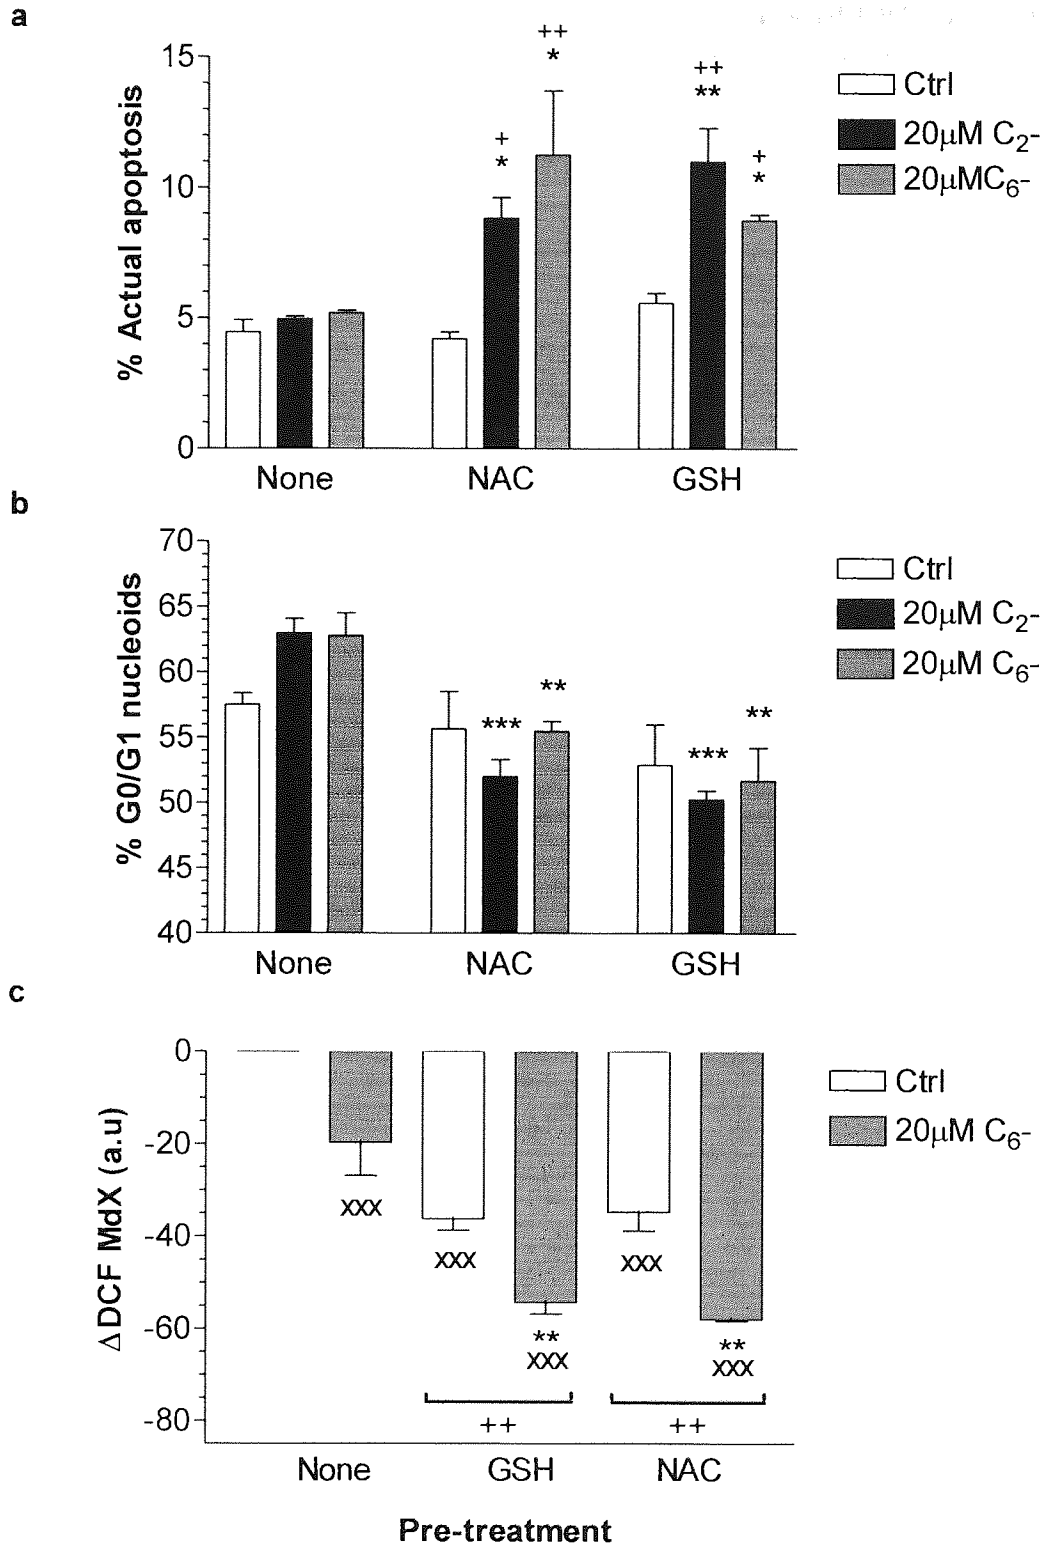 a
++
*
++
**
+
*
+
*
15
10
5
0
% Actual apoptosis
Ctrl
20μM C2-
20μMC6-
None NAC GSH
b
70
65
60
55
50
45
40
% G0/G1 nucleoids
Ctrl
20μM C2-
20μM C6-
***
**
***
**
None NAC GSH
c
0
-20
-40
-60
-80
ΔDCF MdX (a.u)
Ctrl
20μM C6-
xxx
xxx
**
xxx
xxx
**
xxx
++ ++
None GSH NAC
Pre-treatment